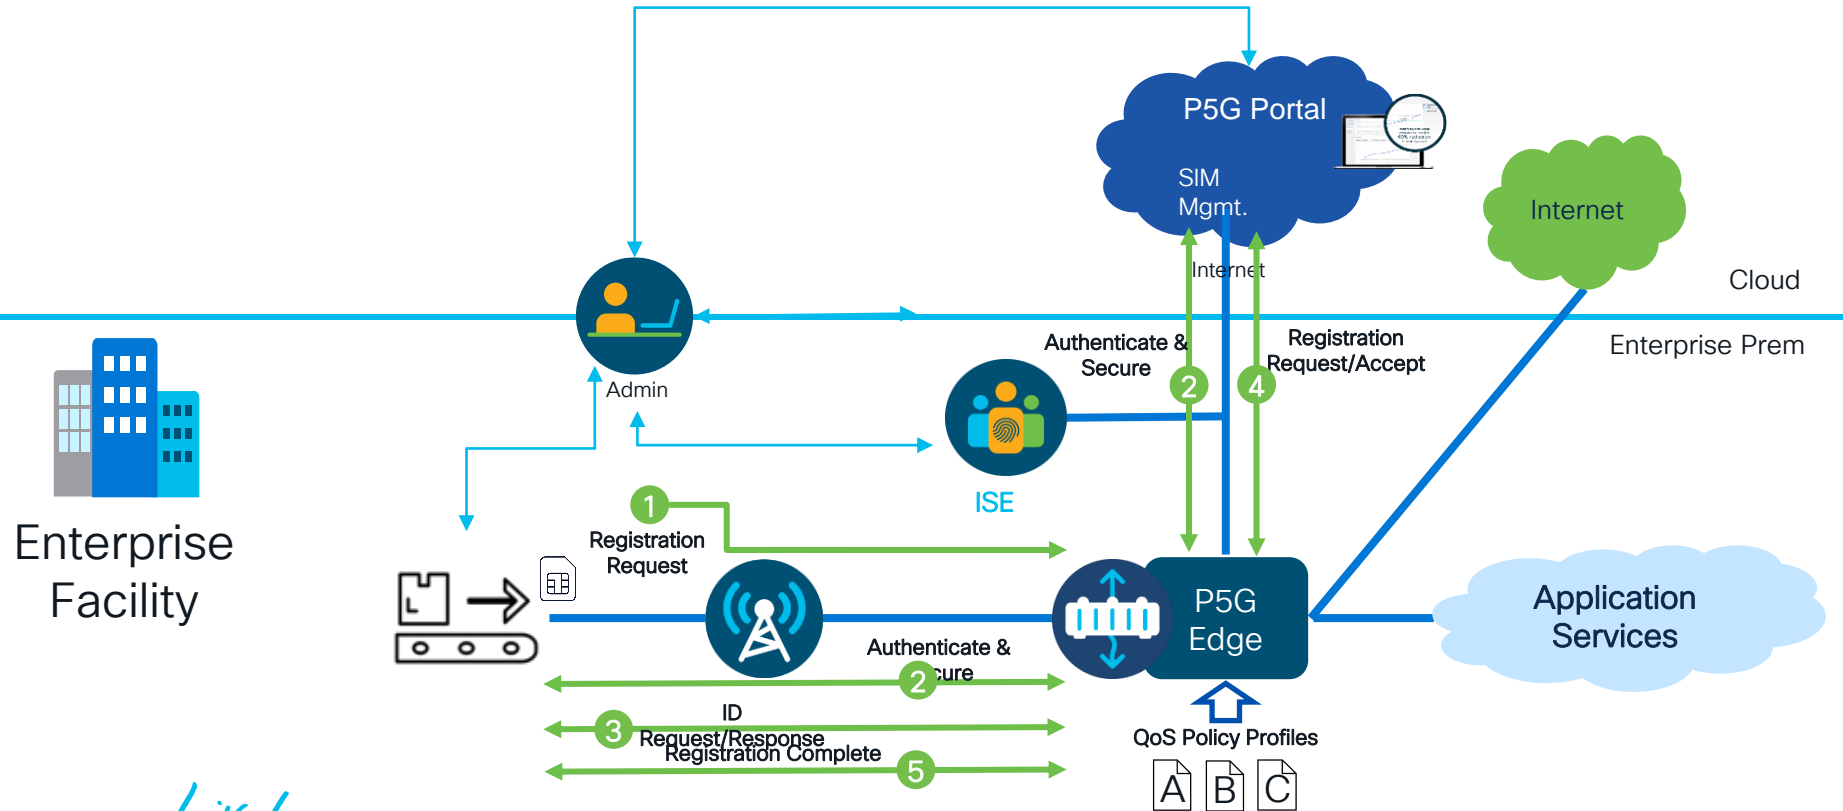 P5G Portal
SIM
Mgmt.
Internet
Internet
Cloud
Enterprise Prem
Admin
Authenticate &
Secure
2
Registration
Request/Accept
4
ISE
Enterprise
Facility
1
Registration
Request
P5G
Edge
Application
Services
Authenticate &
2
cure
ID
3
Request/Response
Registration Complete
5
QoS Policy Profiles
A B C